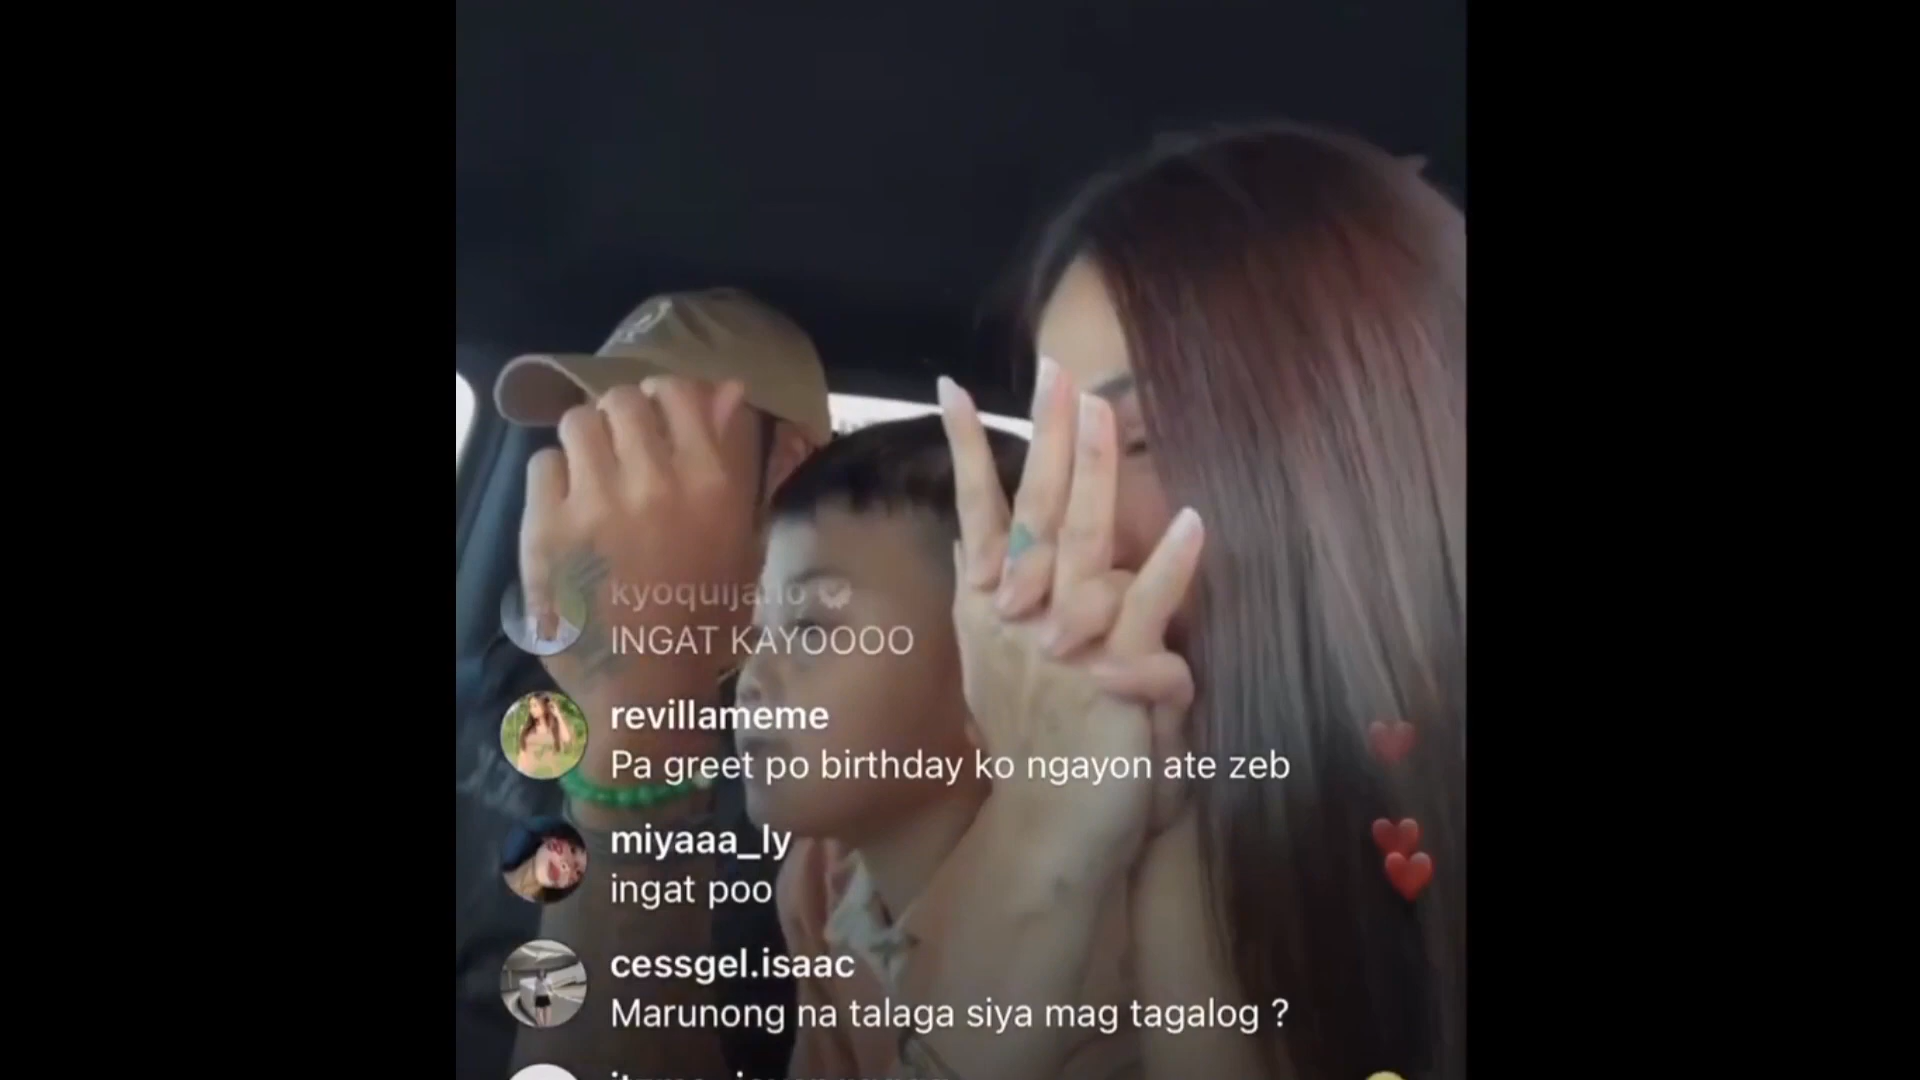 kyoquijano
INGAT KAYOOOO
revillameme
Pa greet po birthday ko ngayon ate zeb
miyaaa_ly
ingat poo
cessgel.isaac
Marunong na talaga siya mag tagalog ?